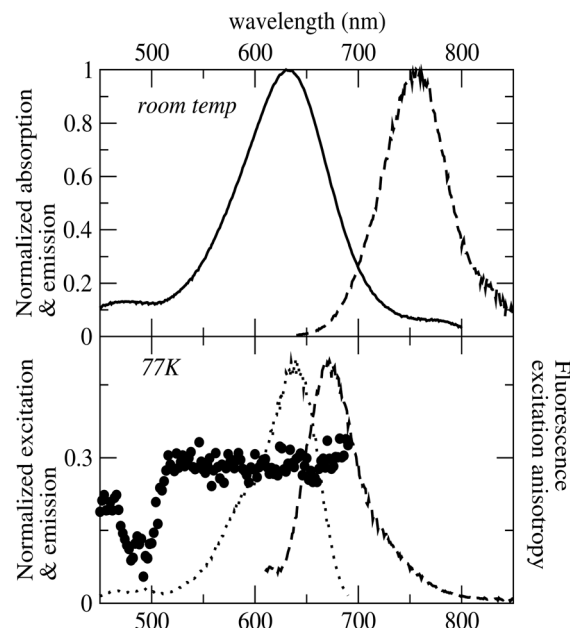 wavelength (nm)
500 600 700 800
1
room temp
0.8
0.6
0.4
0.2
0
Normalized absorption
& emission
77K
0.3
0
Normalized excitation
& emission
Fluorescence
excitation anisotropy
500 600 700 800